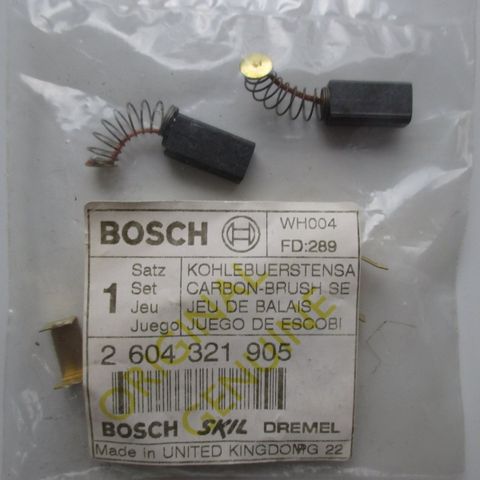 BOSCH
WH004
FD:289
1
Satz KOHLEBUERSTENSA
Set CARBON-BRUSH SE
Jeu JEU DE BALAIS
Juego JUEGO DE ESCOBI
2 604 321 905
ORIGINAL
GENUINE
BOSCH SKIL DREMEL
Made in UNITED KINGDOM G 22